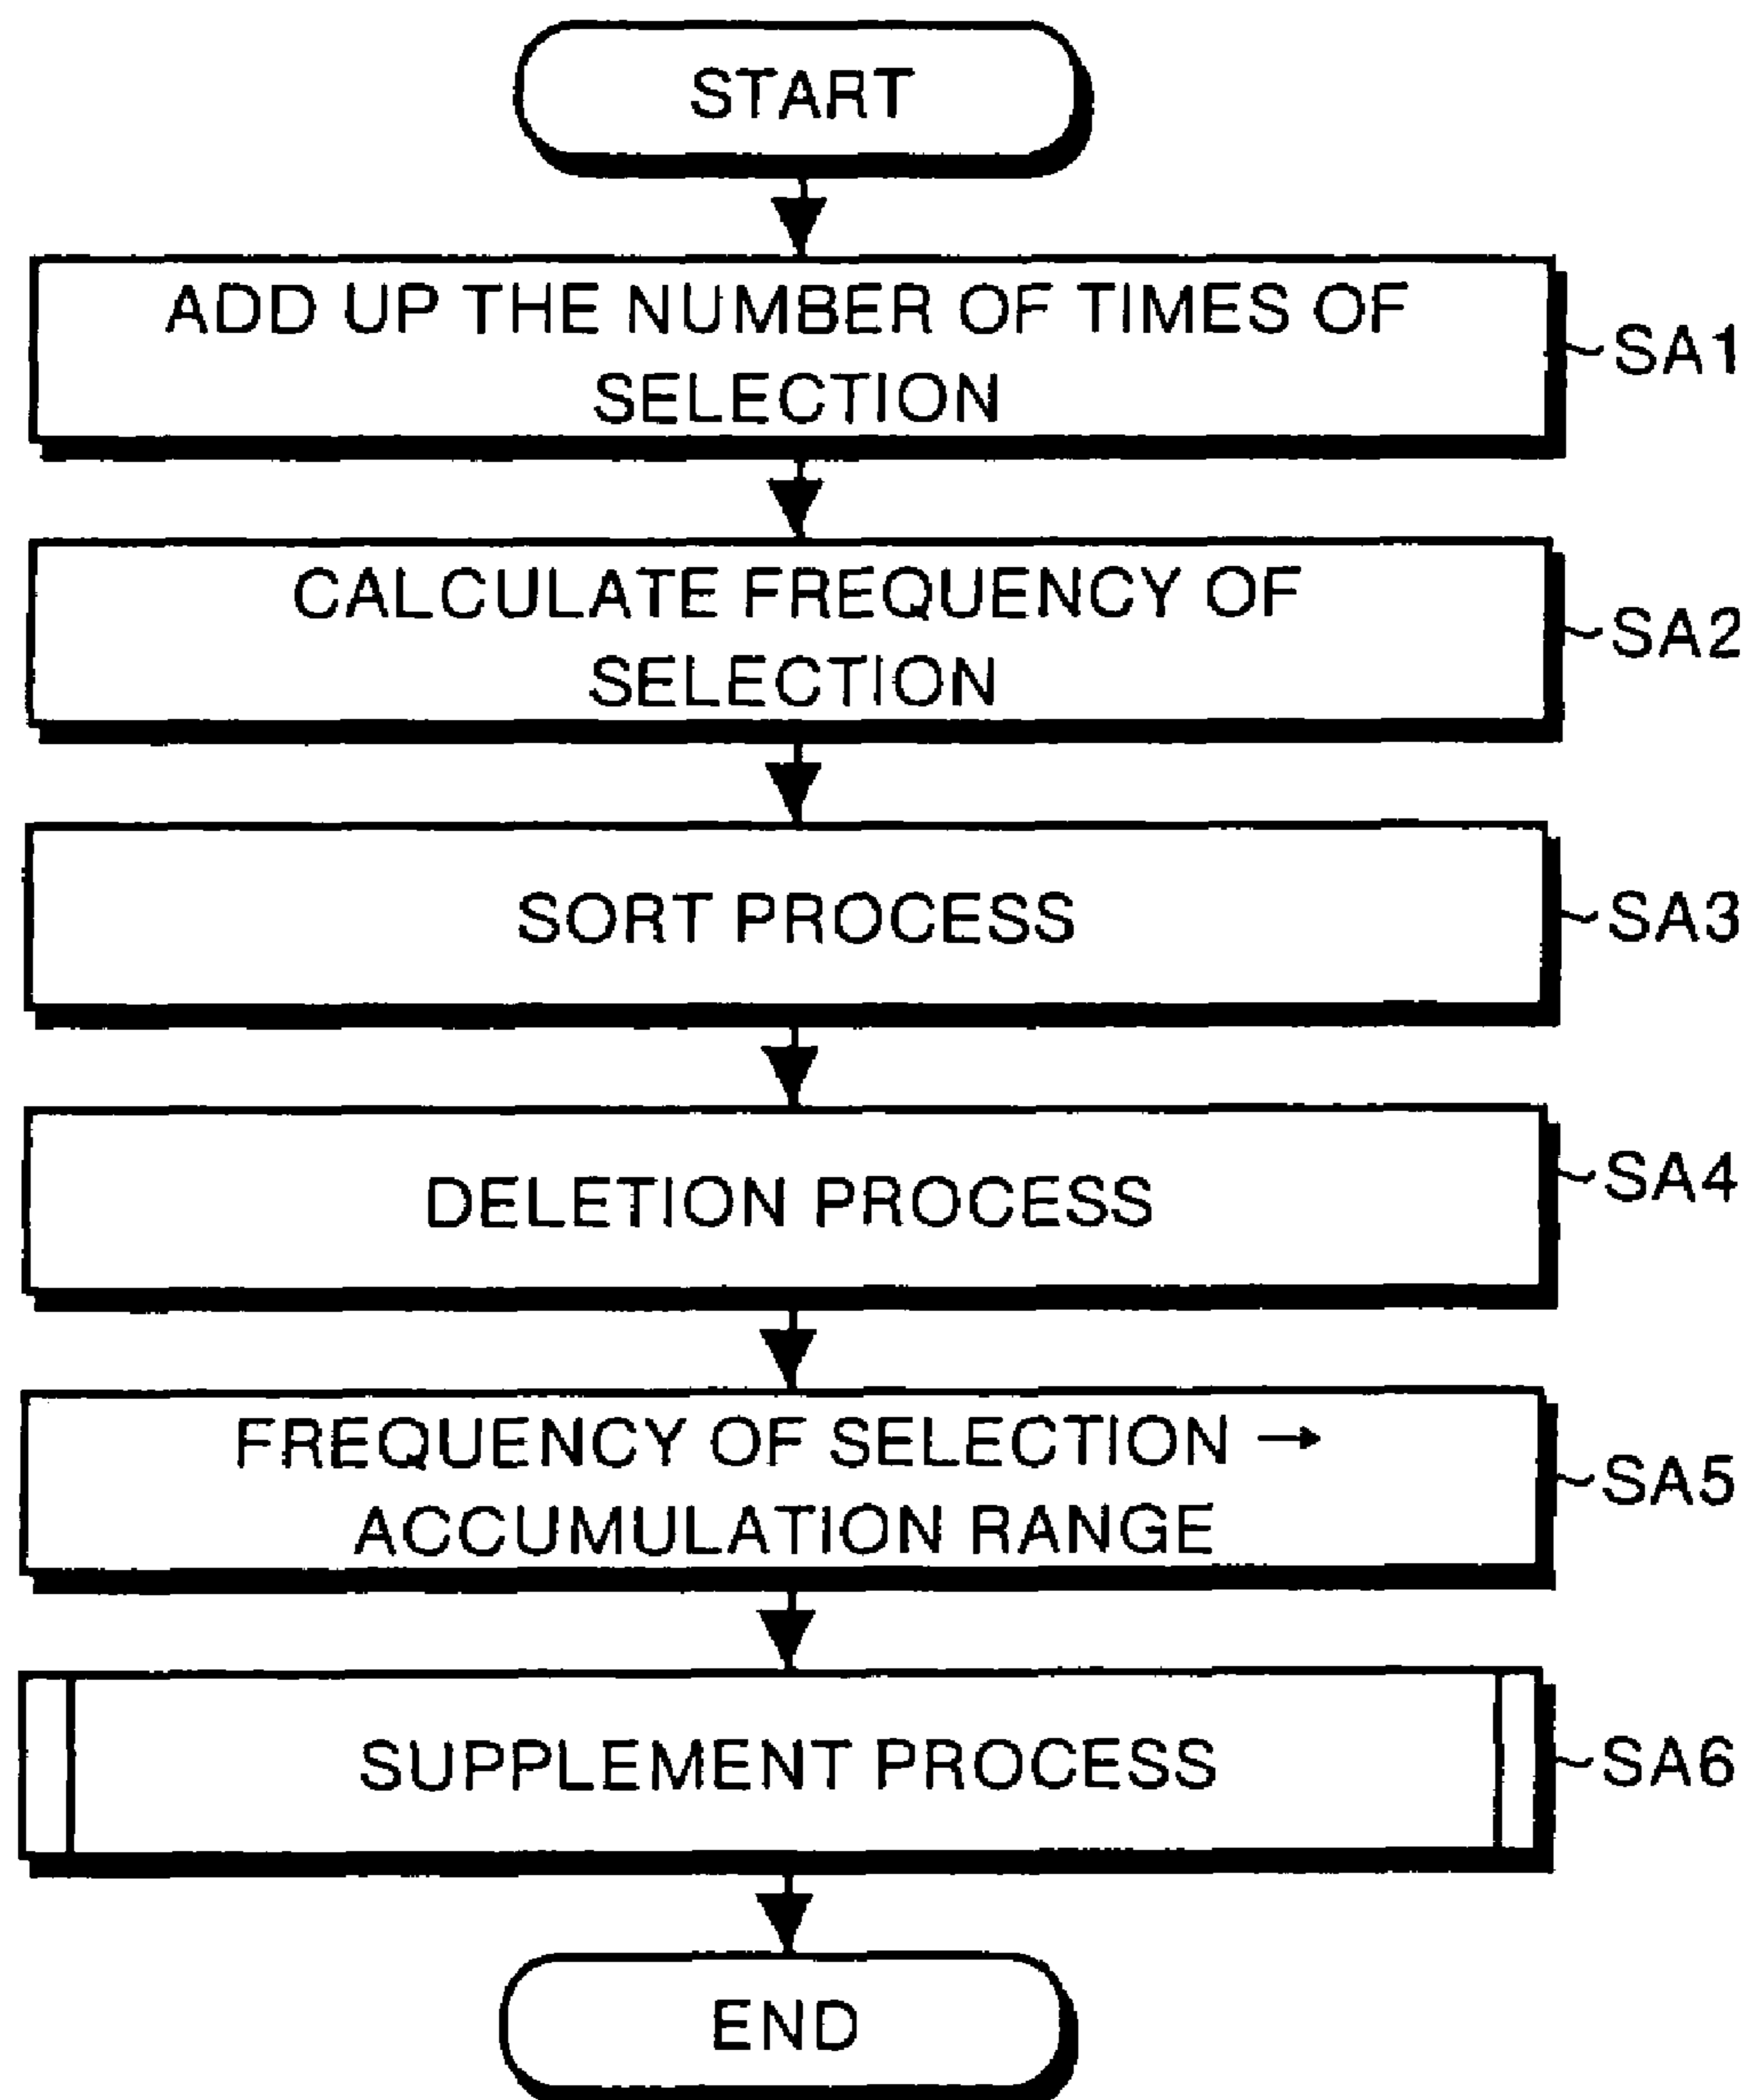 START
ADD UP THE NUMBER OF TIMES OF
SELECTION
SA1
CALCULATE FREQUENCY OF
SELECTION
SA2
SORT PROCESS
SA3
DELETION PROCESS
SA4
FREQUENCY OF SELECTION →
ACCUMULATION RANGE
SA5
SUPPLEMENT PROCESS
SA6
END